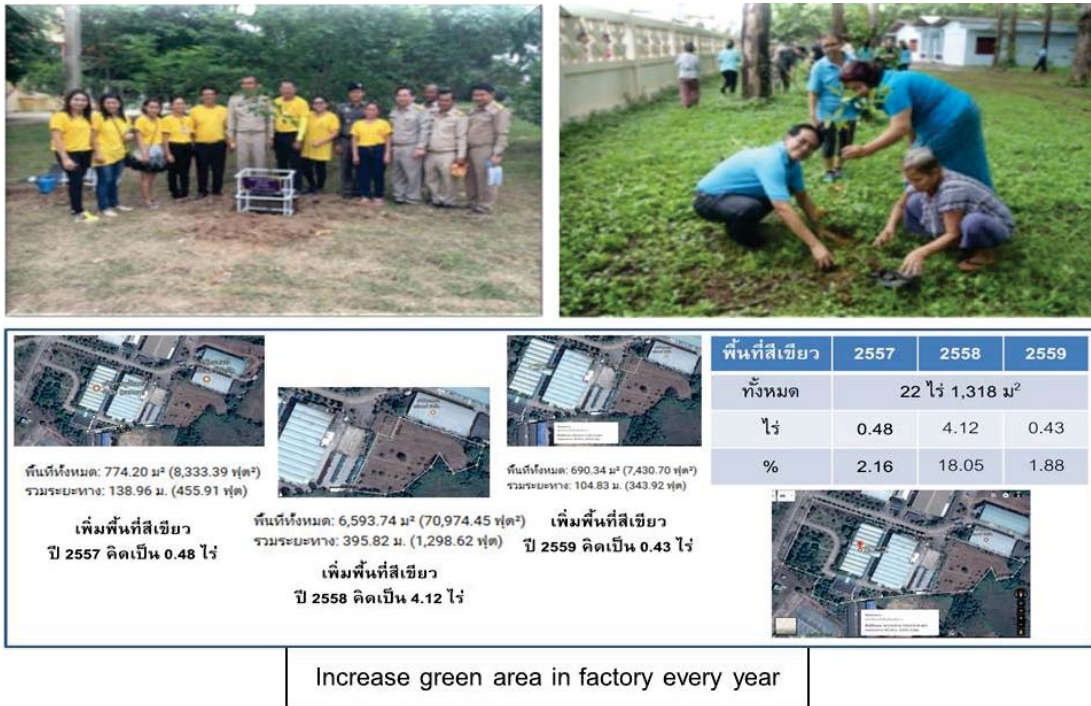 พื้นที่ทั้งหมด: 774.20 ม² (8,333.39 ฟุต²)
รวมระยะทาง: 138.96 ม. (455.91 ฟุต)
เพิ่มพื้นที่สีเขียว
ปี 2557 คิดเป็น 0.48 ไร่
พื้นที่ทั้งหมด: 6,593.74 ม² (70,974.45 ฟุต²)
รวมระยะทาง: 395.82 ม. (1,298.62 ฟุต)
เพิ่มพื้นที่สีเขียว
ปี 2558 คิดเป็น 4.12 ไร่
พื้นที่ทั้งหมด: 690.34 ม² (7,430.70 ฟุต²)
รวมระยะทาง: 104.83 ม. (343.92 ฟุต)
เพิ่มพื้นที่สีเขียว
ปี 2559 คิดเป็น 0.43 ไร่
พื้นที่สีเขียว 2557 2558 2559
ทั้งหมด 22 ไร่ 1,318 ม²
ไร่ 0.48 4.12 0.43
% 2.16 18.05 1.88
Increase green area in factory every year